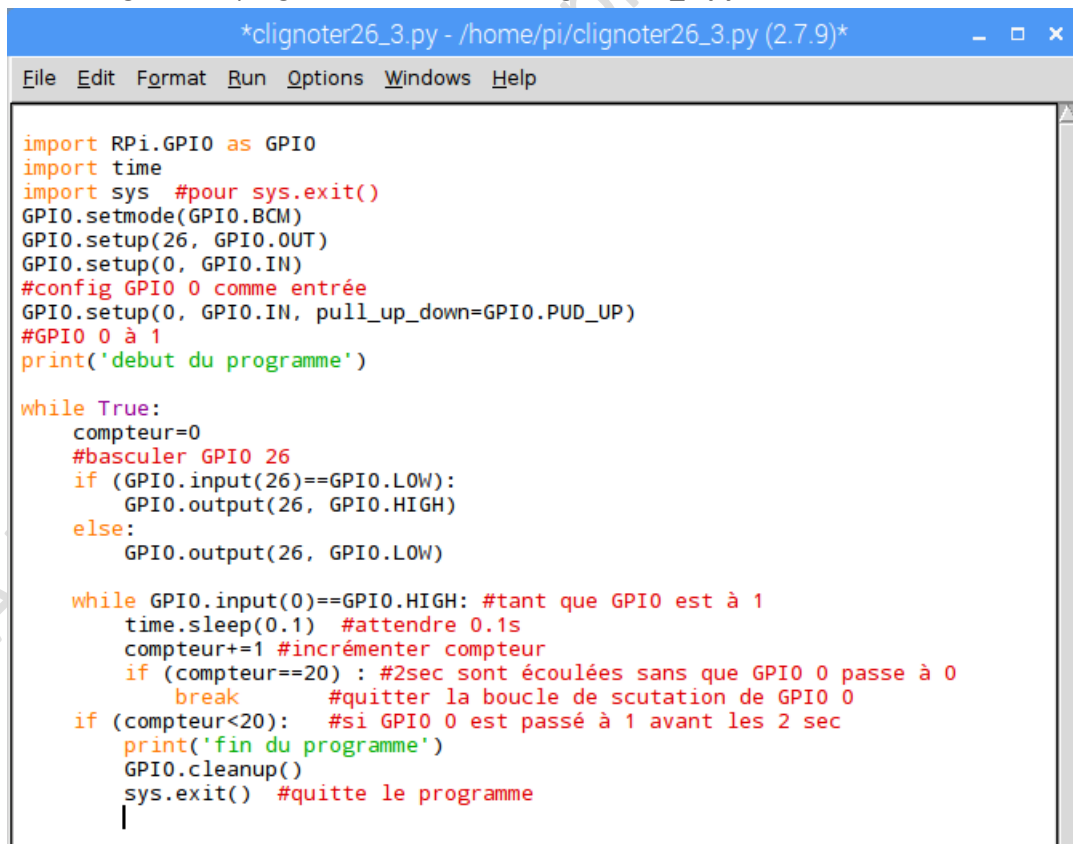 *clignoter26_3.py - /home/pi/clignoter26_3.py (2.7.9)*
File Edit Format Run Options Windows Help
import RPi.GPIO as GPIO
import time
import sys  #pour sys.exit()
GPIO.setmode(GPIO.BCM)
GPIO.setup(26, GPIO.OUT)
GPIO.setup(0, GPIO.IN)
#config GPIO 0 comme entrée
GPIO.setup(0, GPIO.IN, pull_up_down=GPIO.PUD_UP)
#GPIO 0 à 1
print('debut du programme')
while True:
    compteur=0
    #basculer GPIO 26
    if (GPIO.input(26)==GPIO.LOW):
        GPIO.output(26, GPIO.HIGH)
    else:
        GPIO.output(26, GPIO.LOW)
    while GPIO.input(0)==GPIO.HIGH: #tant que GPIO est à 1
        time.sleep(0.1)  #attendre 0.1s
        compteur+=1 #incrémenter compteur
        if (compteur==20) : #2sec sont écoulées sans que GPIO 0 passe à 0
            break       #quitter la boucle de scutation de GPIO 0
    if (compteur<20):   #si GPIO 0 est passé à 1 avant les 2 sec
        print('fin du programme')
        GPIO.cleanup()
        sys.exit()  #quitte le programme